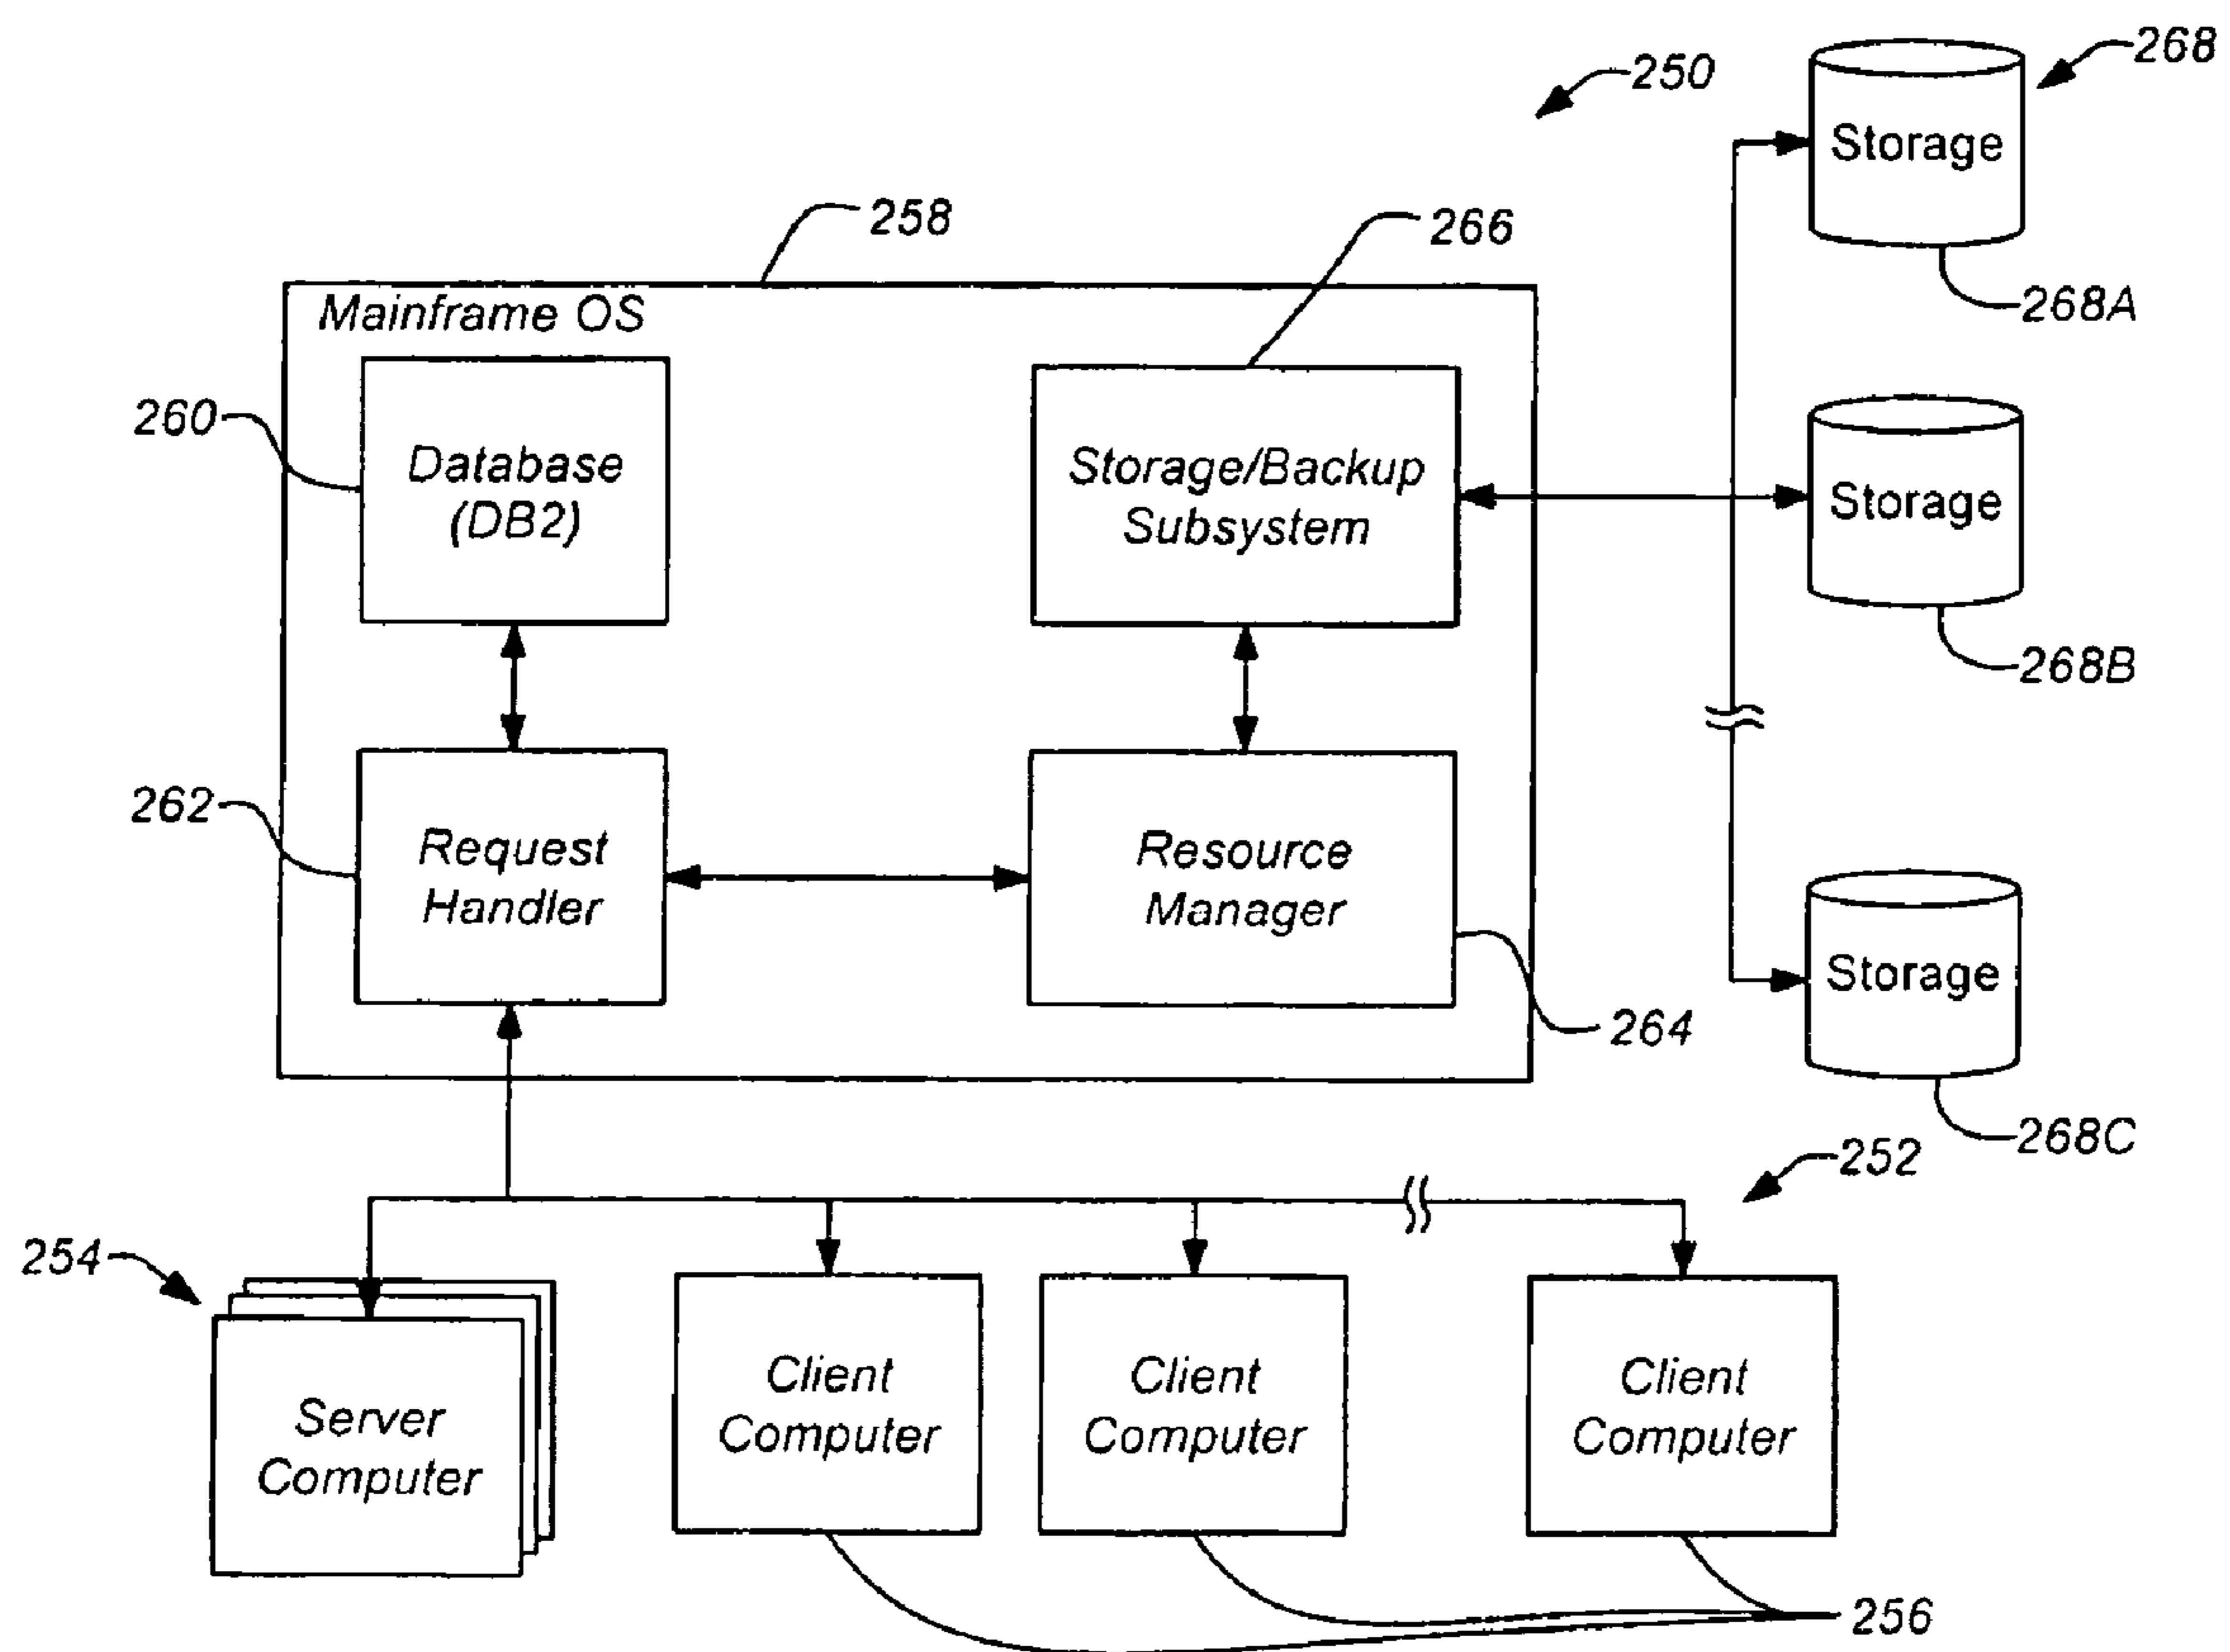 268
250
Storage
258
266
268A
Mainframe OS
260
Database
(DB2)
Storage/Backup
Subsystem
Storage
268B
262
Request
Handler
Resource
Manager
Storage
264
268C
252
254
Server
Computer
Client
Computer
Client
Computer
Client
Computer
256